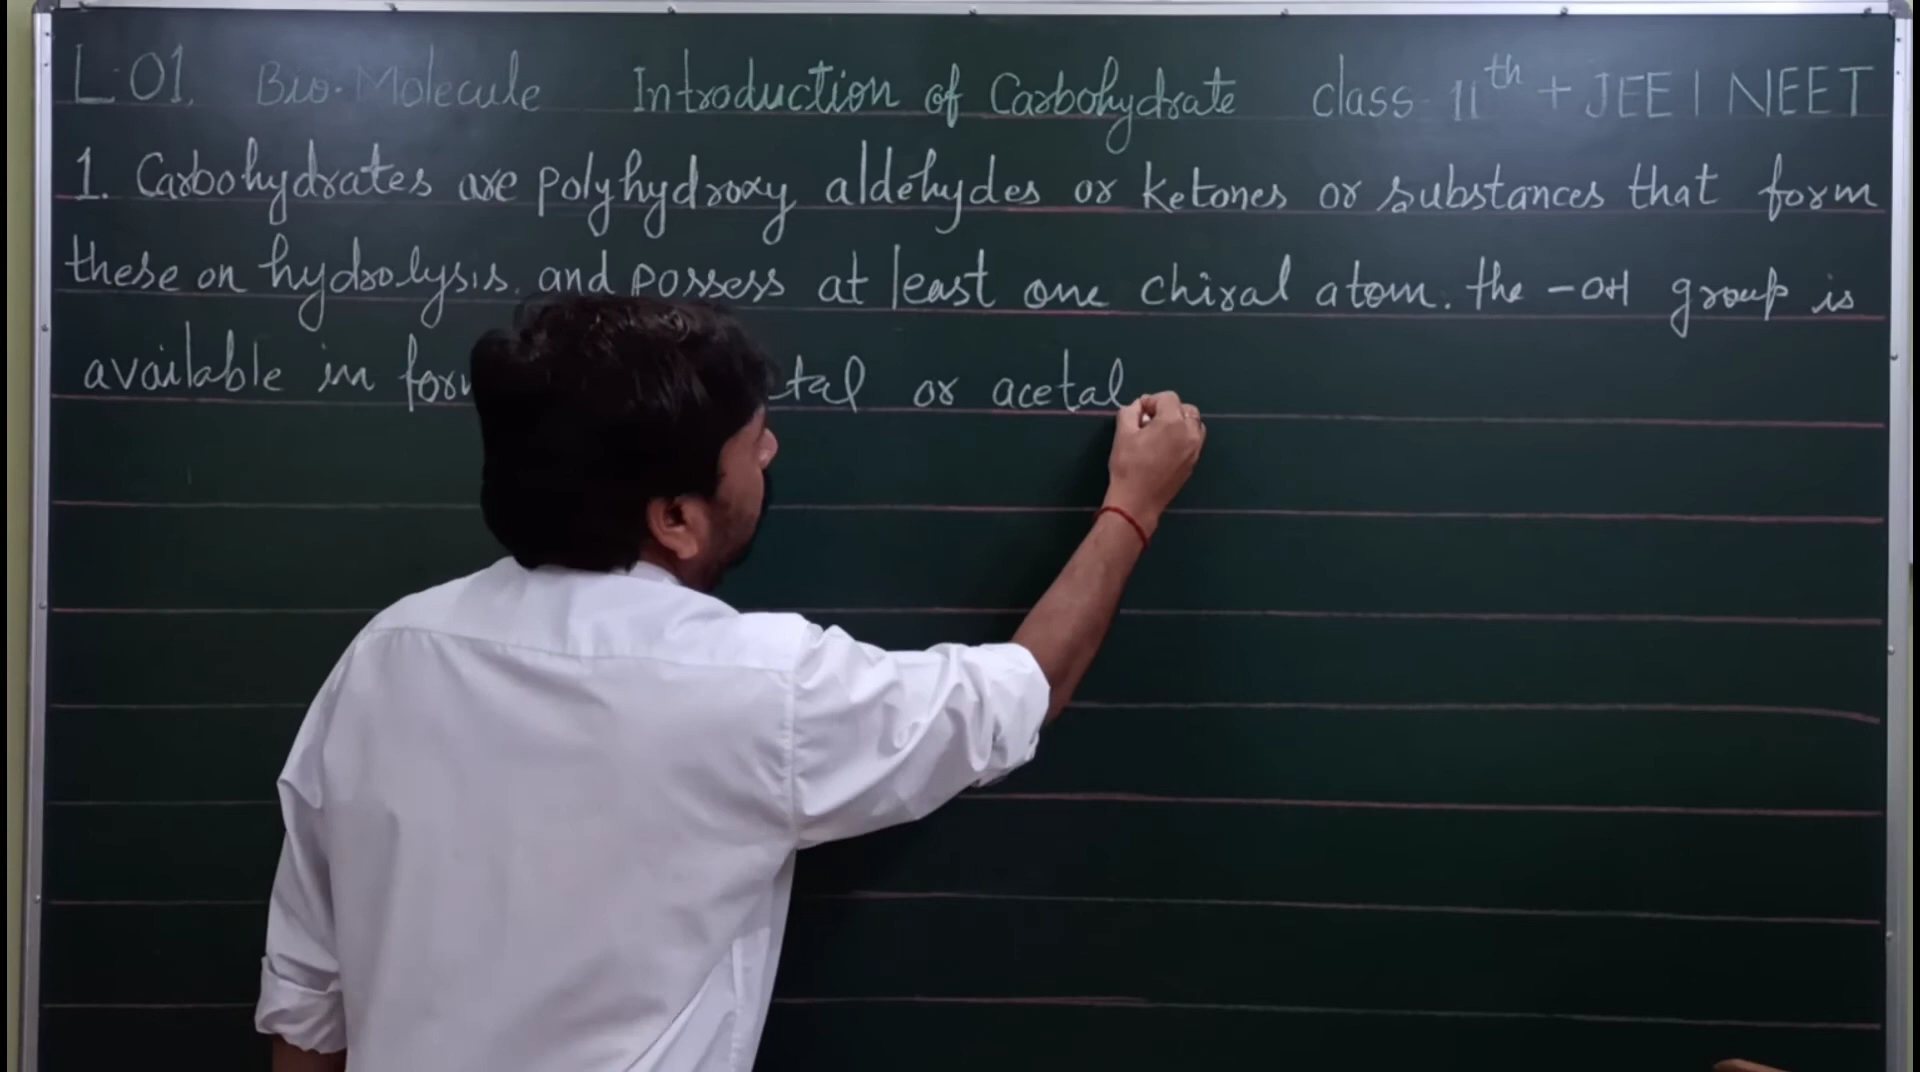 L-01. Bio-Molecule Introduction of Carbohydrate class-11th + JEE | NEET
1. Carbohydrates are polyhydroxy aldehydes or ketones or substances that form
these on hydrolysis. and possess at least one chiral atom. the -OH group is
available in or acetal